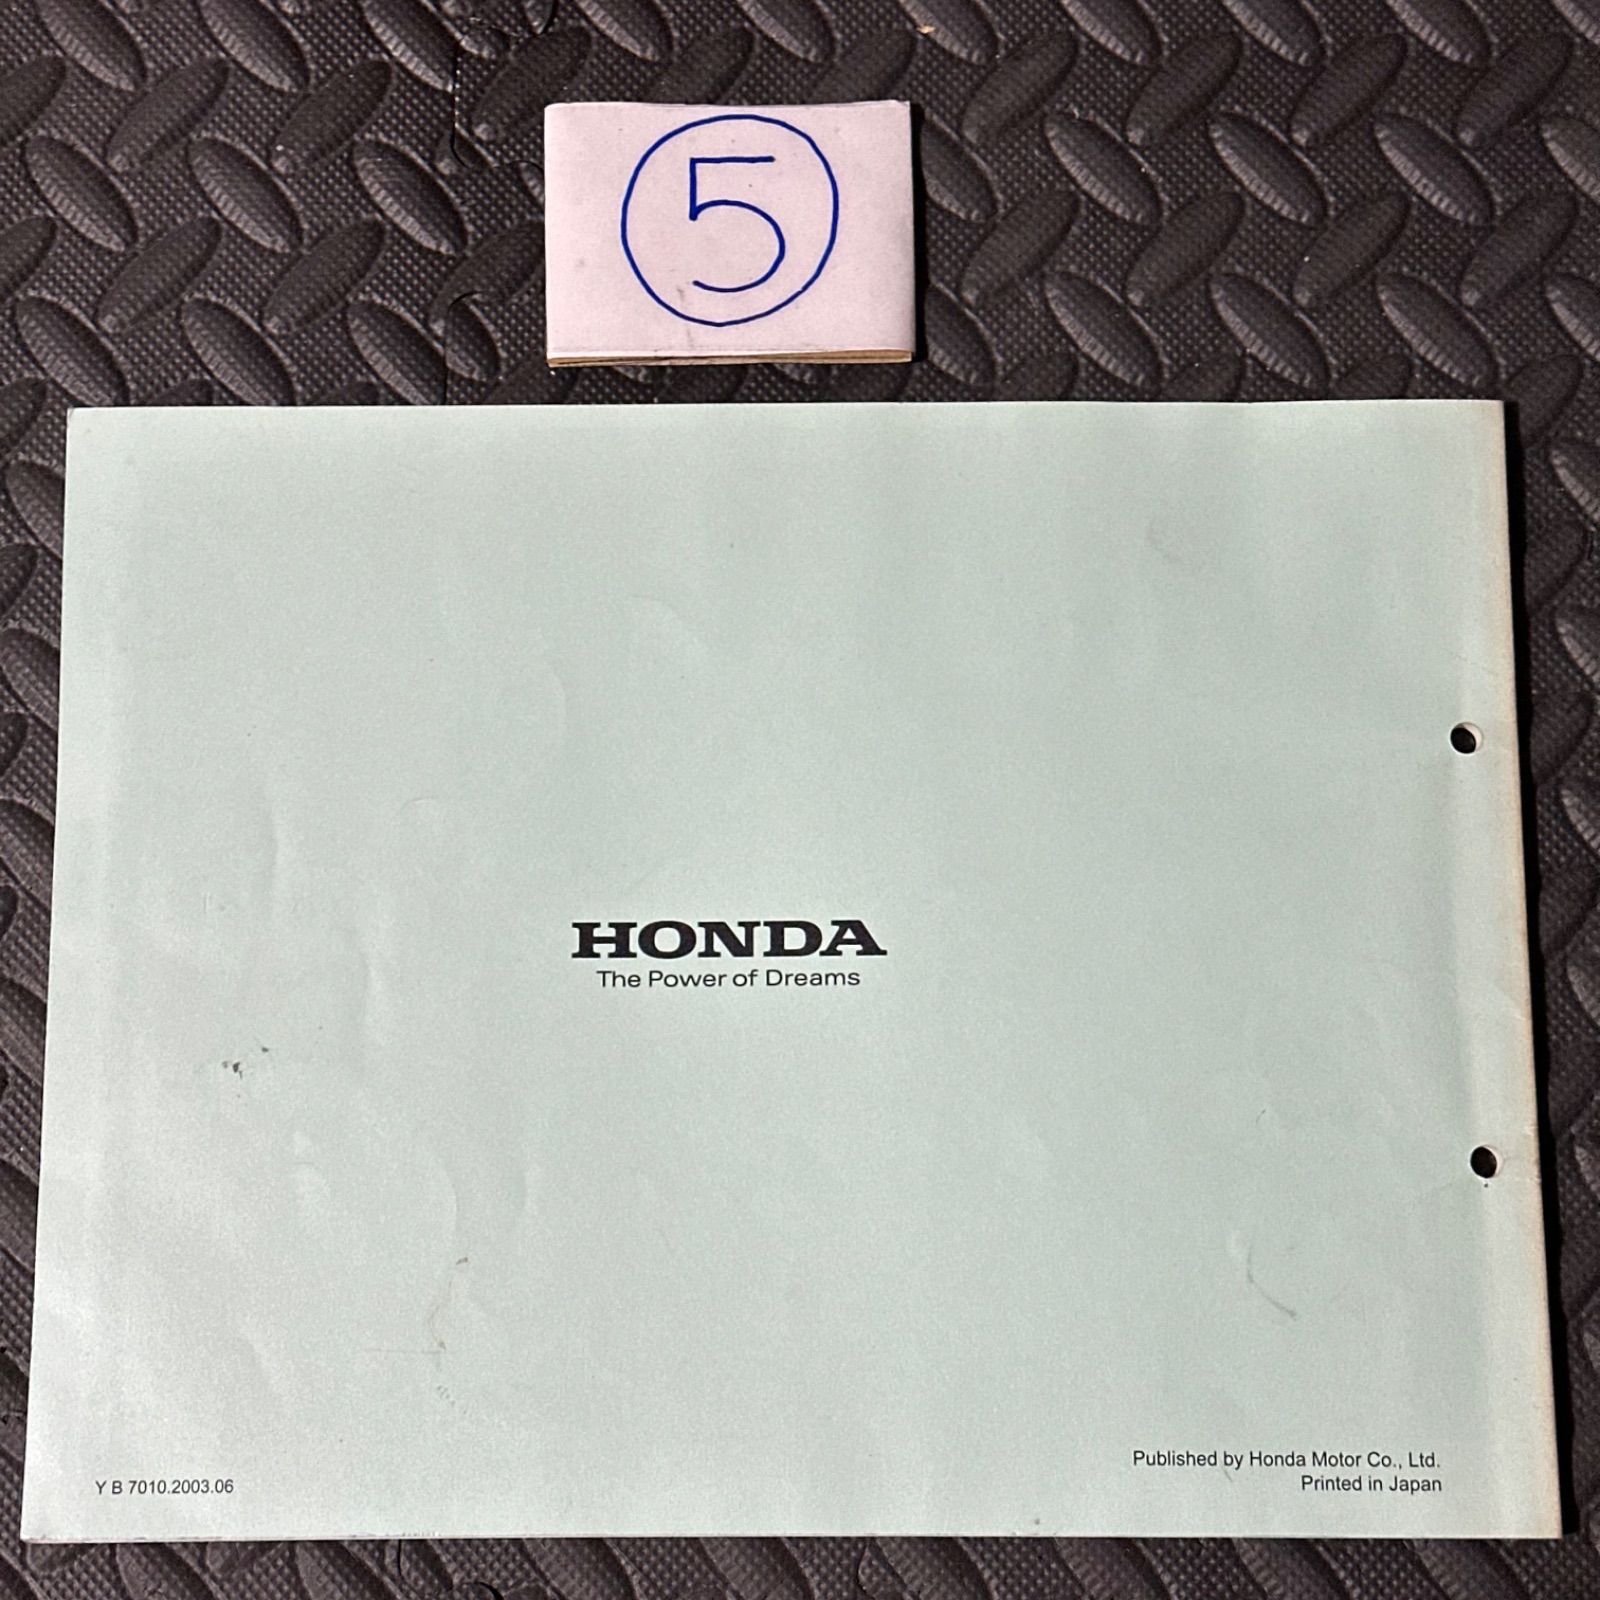 5
HONDA
The Power of Dreams
Published by Honda Motor Co., Ltd.
Printed in Japan
Y B 7010.2003.06